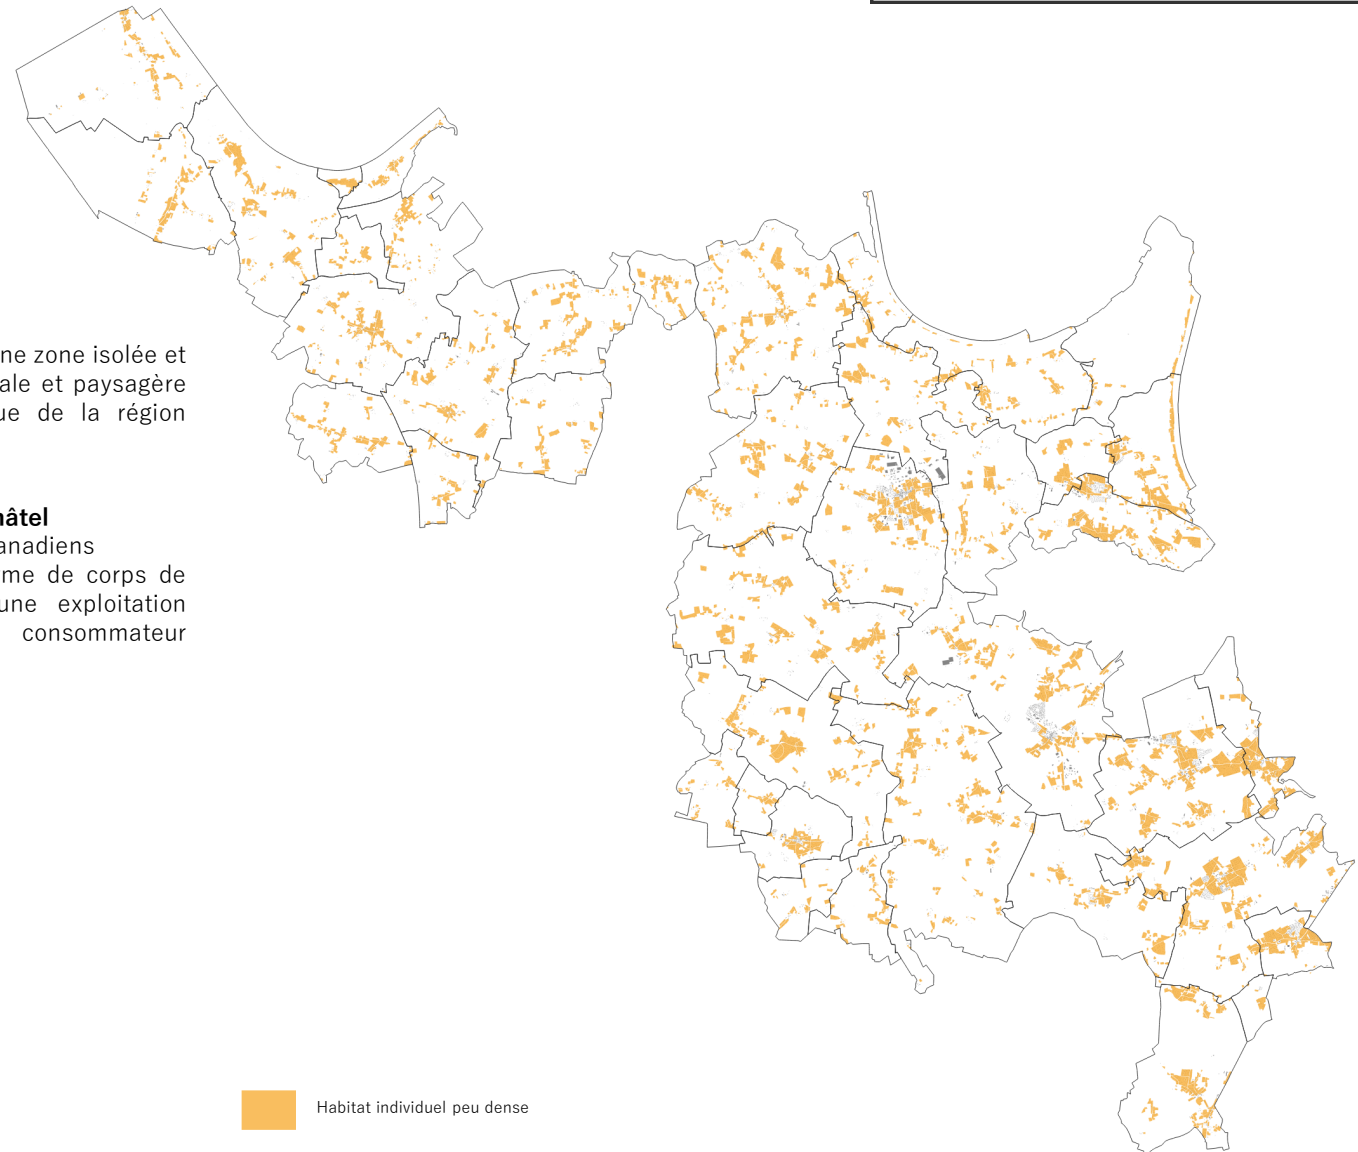 ne zone isolée et
ale et paysagère
ue de la région
hâtel
anadiens
me de corps de
une exploitation
consommateur
Habitat individuel peu dense